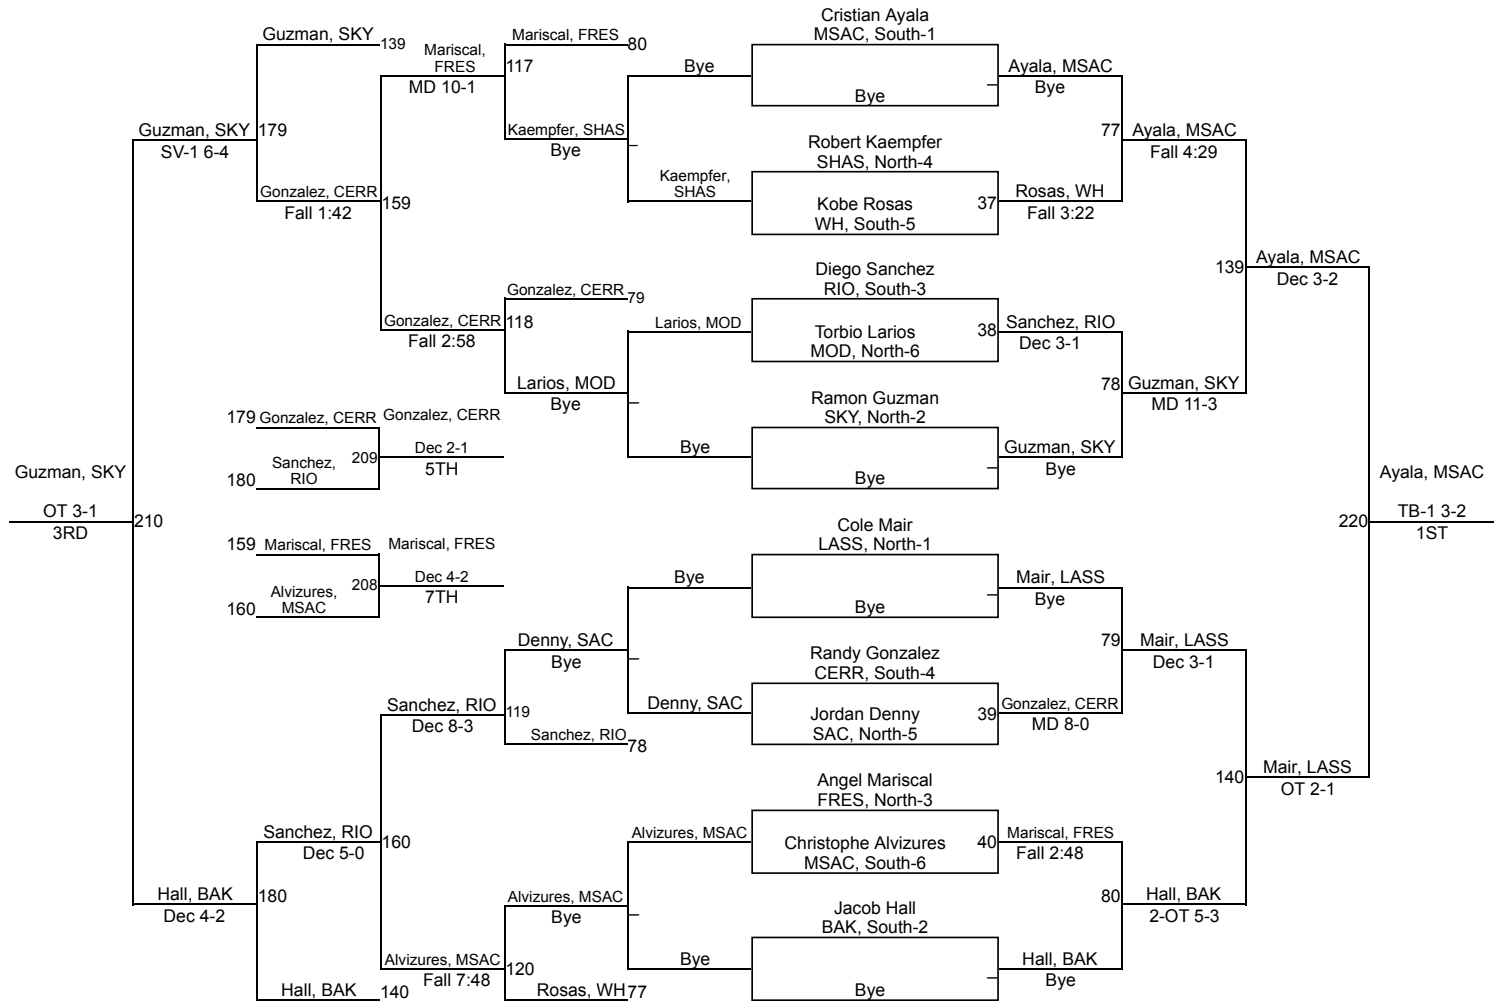 Cristian Ayala
MSAC, South-1
Guzman, SKY
139
Mariscal,
FRES
MD 10-1
Mariscal, FRES
80
117
Bye
Bye
Ayala, MSAC
Bye
Guzman, SKY
SV-1 6-4
179
Kaempfer, SHAS
Bye
Robert Kaempfer
SHAS, North-4
77
Ayala, MSAC
Fall 4:29
Gonzalez, CERR
Fall 1:42
159
Kaempfer,
SHAS
Kobe Rosas
WH, South-5
37
Rosas, WH
Fall 3:22
139
Ayala, MSAC
Dec 3-2
Diego Sanchez
RIO, South-3
Gonzalez, CERR
79
Gonzalez, CERR
Fall 2:58
118
Larios, MOD
Torbio Larios
MOD, North-6
38
Sanchez, RIO
Dec 3-1
Larios, MOD
Bye
78
Guzman, SKY
MD 11-3
Ramon Guzman
SKY, North-2
179
Gonzalez, CERR
Gonzalez, CERR
Sanchez,
RIO
209
Dec 2-1
5TH
180
Bye
Bye
Guzman, SKY
Bye
Guzman, SKY
OT 3-1
3RD
210
Ayala, MSAC
220
TB-1 3-2
1ST
Cole Mair
LASS, North-1
159
Mariscal, FRES
Mariscal, FRES
Alvizures,
MSAC
208
Dec 4-2
7TH
160
Bye
Bye
Mair, LASS
Bye
Denny, SAC
Bye
Randy Gonzalez
CERR, South-4
79
Mair, LASS
Dec 3-1
Sanchez, RIO
Dec 8-3
119
Denny, SAC
Jordan Denny
SAC, North-5
39
Gonzalez, CERR
MD 8-0
Sanchez, RIO
78
Angel Mariscal
FRES, North-3
140
Mair, LASS
OT 2-1
Sanchez, RIO
Dec 5-0
160
Alvizures, MSAC
Christophe Alvizures
MSAC, South-6
40
Mariscal, FRES
Fall 2:48
Hall, BAK
Dec 4-2
180
Alvizures, MSAC
Bye
Jacob Hall
BAK, South-2
80
Hall, BAK
2-OT 5-3
Alvizures, MSAC
Fall 7:48
120
Bye
Bye
Hall, BAK
Bye
Hall, BAK
140
Rosas, WH
77